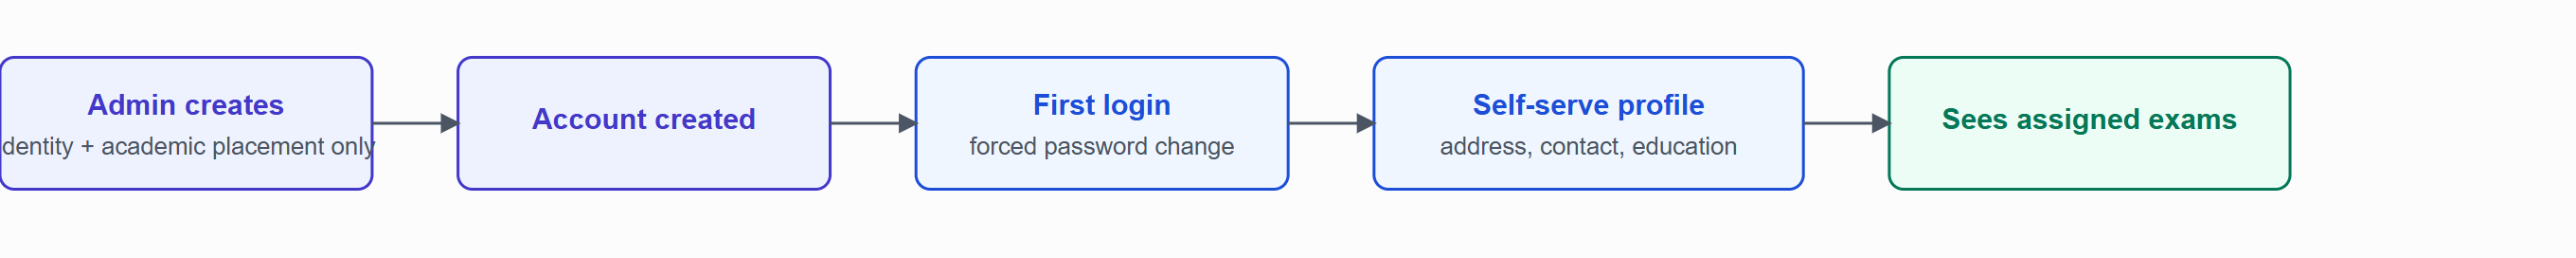 Admin creates
dentity + academic placement only
Account created
First login
forced password change
Self-serve profile
address, contact, education
Sees assigned exams